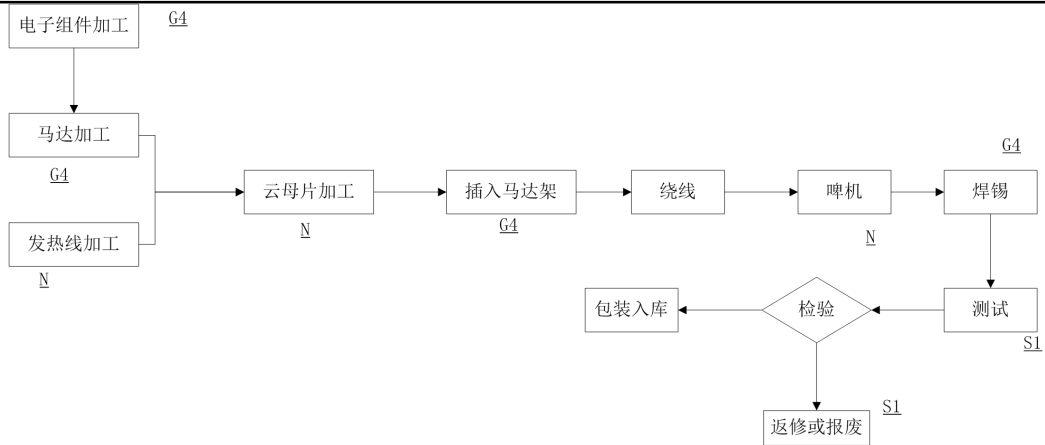 电子组件加工
G4
马达加工
G4
发热线加工
N
云母片加工
N
插入马达架
G4
绕线
啤机
N
G4
焊锡
测试
S1
检验
包装入库
S1
返修或报废